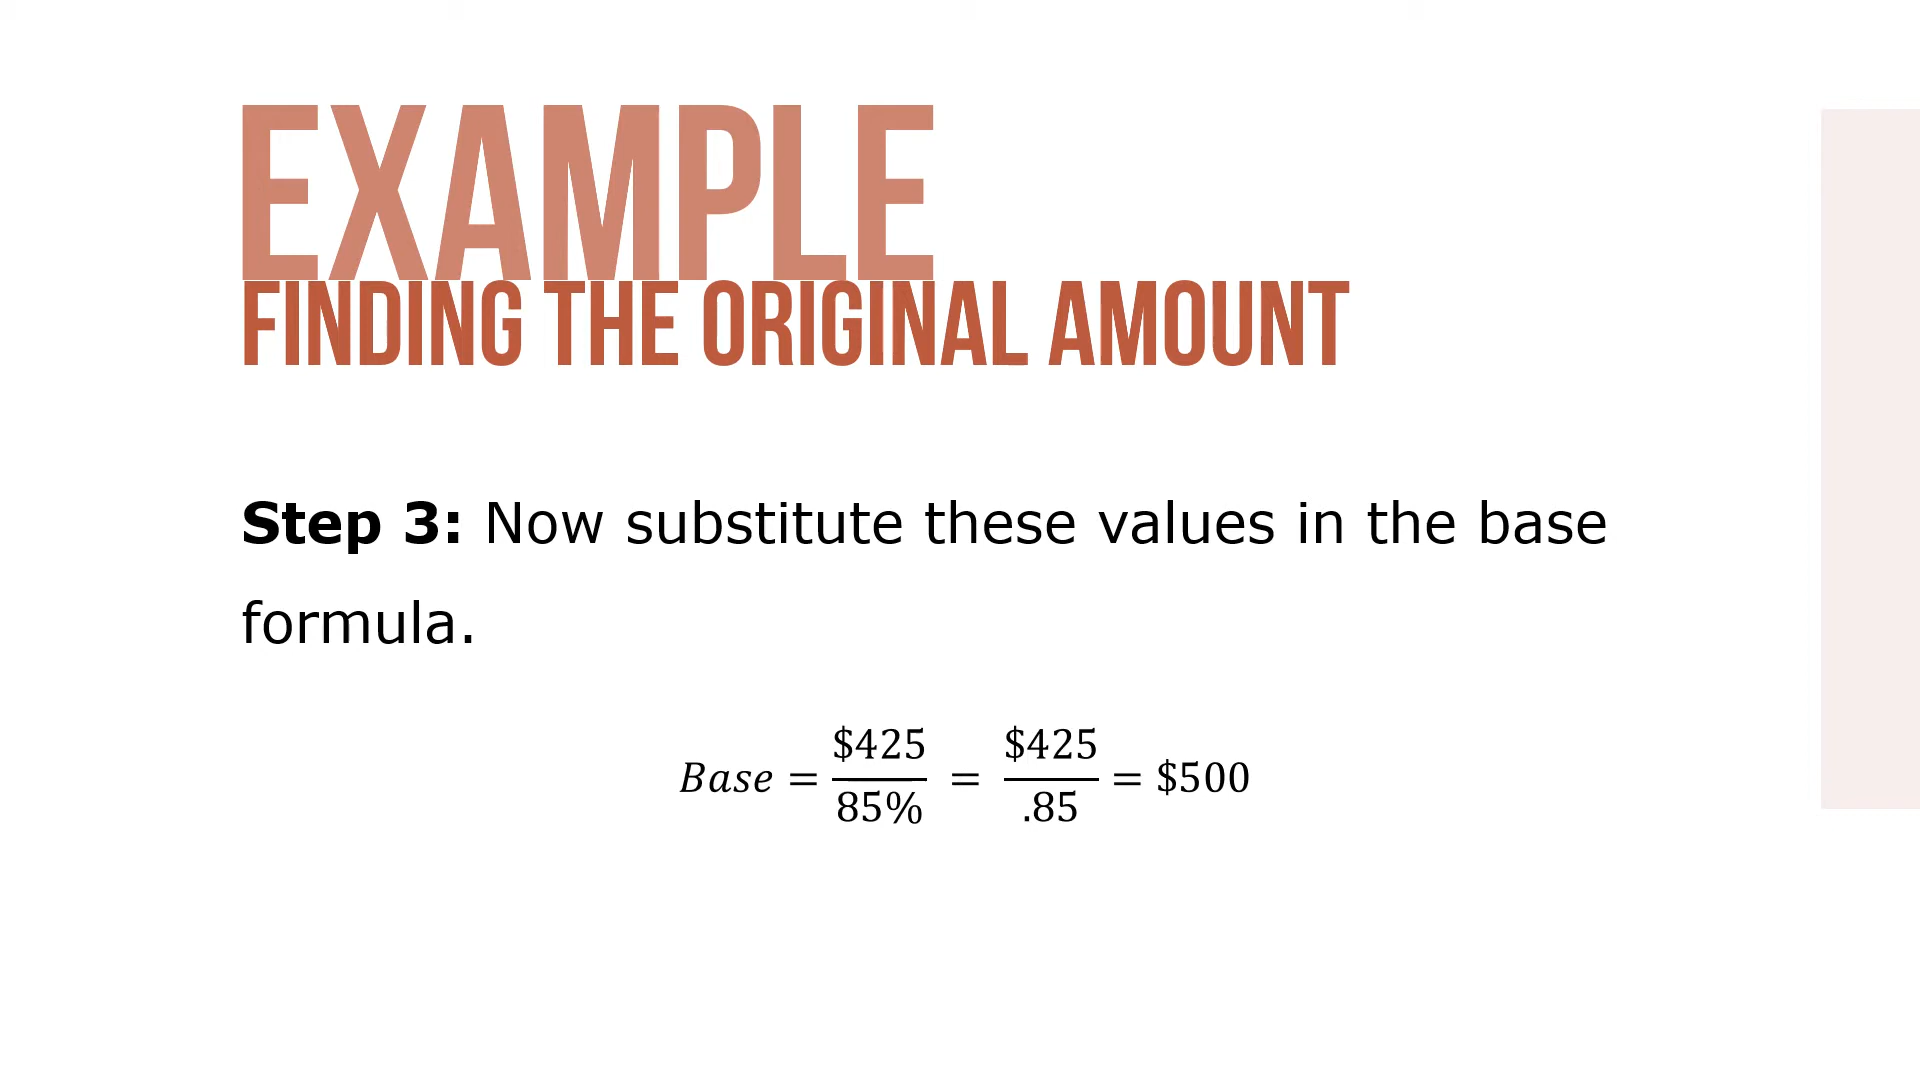 EXAMPLE
FINDING THE ORIGINAL AMOUNT
Step 3: Now substitute these values in the base
formula.
Base = $425/85% = $425/.85 = $500